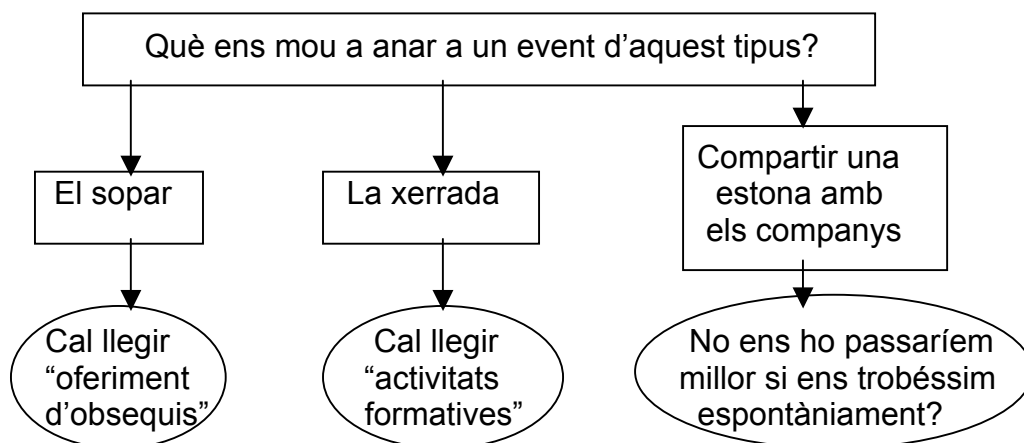 Què ens mou a anar a un event d’aquest tipus?
El sopar
La xerrada
Compartir una
estona amb
els companys
Cal llegir
“oferiment
d’obsequis”
Cal llegir
“activitats
formatives”
No ens ho passaríem
millor si ens trobéssim
espontàniament?